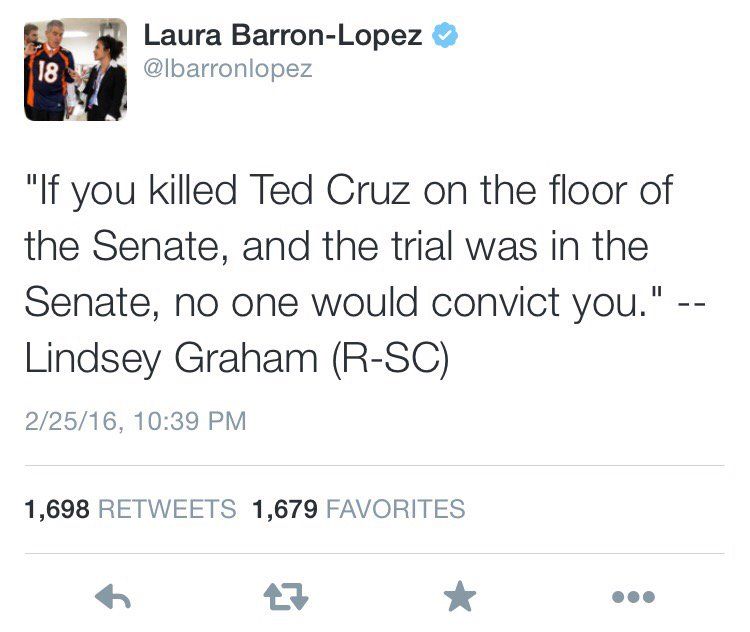 Laura Barron-Lopez
@lbarronlopez
18
"If you killed Ted Cruz on the floor of
the Senate, and the trial was in the
Senate, no one would convict you." --
Lindsey Graham (R-SC)
2/25/16, 10:39 PM
1,698 RETWEETS 1,679 FAVORITES